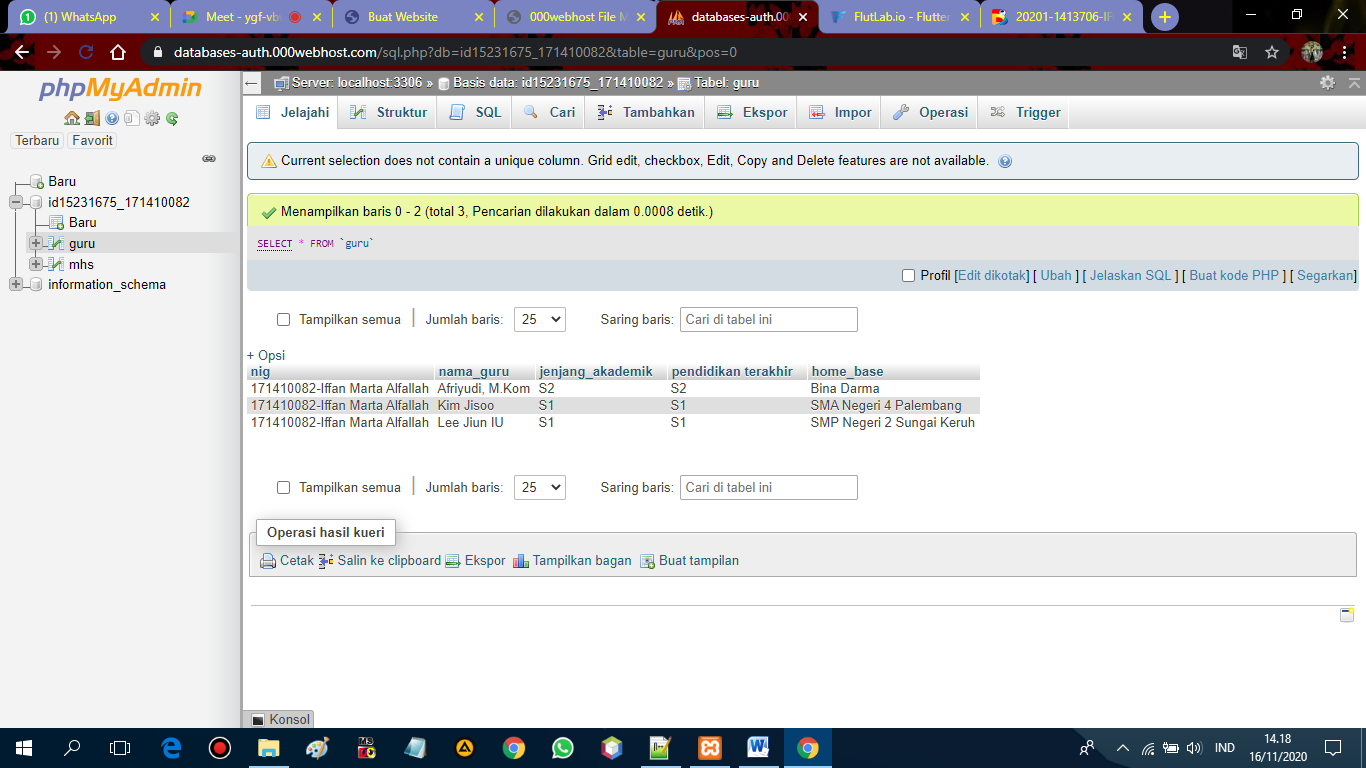 (1) WhatsApp
Meet - ygf-vb
Buat Website
000webhost File M
databases-auth.00
FlutLab.io - Flutter
20201-1413706-IF
databases-auth.000webhost.com/sql.php?db=id15231675_171410082&table=guru&pos=0
phpMyAdmin
Terbaru Favorit
Baru
id15231675_171410082
Baru
guru
mhs
information_schema
Server: localhost:3306 » Basis data: id15231675_171410082 » Tabel: guru
Jelajahi Struktur SQL Cari Tambahkan Ekspor Impor Operasi Trigger
Current selection does not contain a unique column. Grid edit, checkbox, Edit, Copy and Delete features are not available.
Menampilkan baris 0 - 2 (total 3, Pencarian dilakukan dalam 0.0008 detik.)
SELECT * FROM `guru`
Profil [Edit dikotak] [ Ubah ] [ Jelaskan SQL ] [ Buat kode PHP ] [ Segarkan]
Tampilkan semua Jumlah baris: 25 Saring baris: Cari di tabel ini
+ Opsi
nig nama_guru jenjang_akademik pendidikan terakhir home_base
171410082-Iffan Marta Alfallah Afriyudi, M.Kom S2 S2 Bina Darma
171410082-Iffan Marta Alfallah Kim Jisoo S1 S1 SMA Negeri 4 Palembang
171410082-Iffan Marta Alfallah Lee Jiun IU S1 S1 SMP Negeri 2 Sungai Keruh
Tampilkan semua Jumlah baris: 25 Saring baris: Cari di tabel ini
Operasi hasil kueri
Cetak Salin ke clipboard Ekspor Tampilkan bagan Buat tampilan
Konsol
IND
14.18
16/11/2020